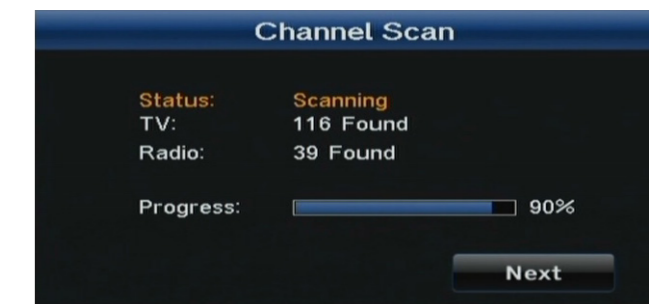 Channel Scan
Status: Scanning
TV: 116 Found
Radio: 39 Found
Progress: 90%
Next